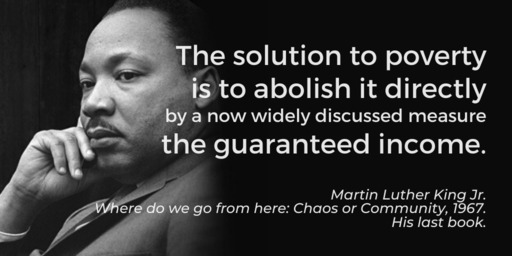 The solution to poverty
is to abolish it directly
by a now widely discussed measure
the guaranteed income.
Martin Luther King Jr.
Where do we go from here: Chaos or Community, 1967.
His last book.